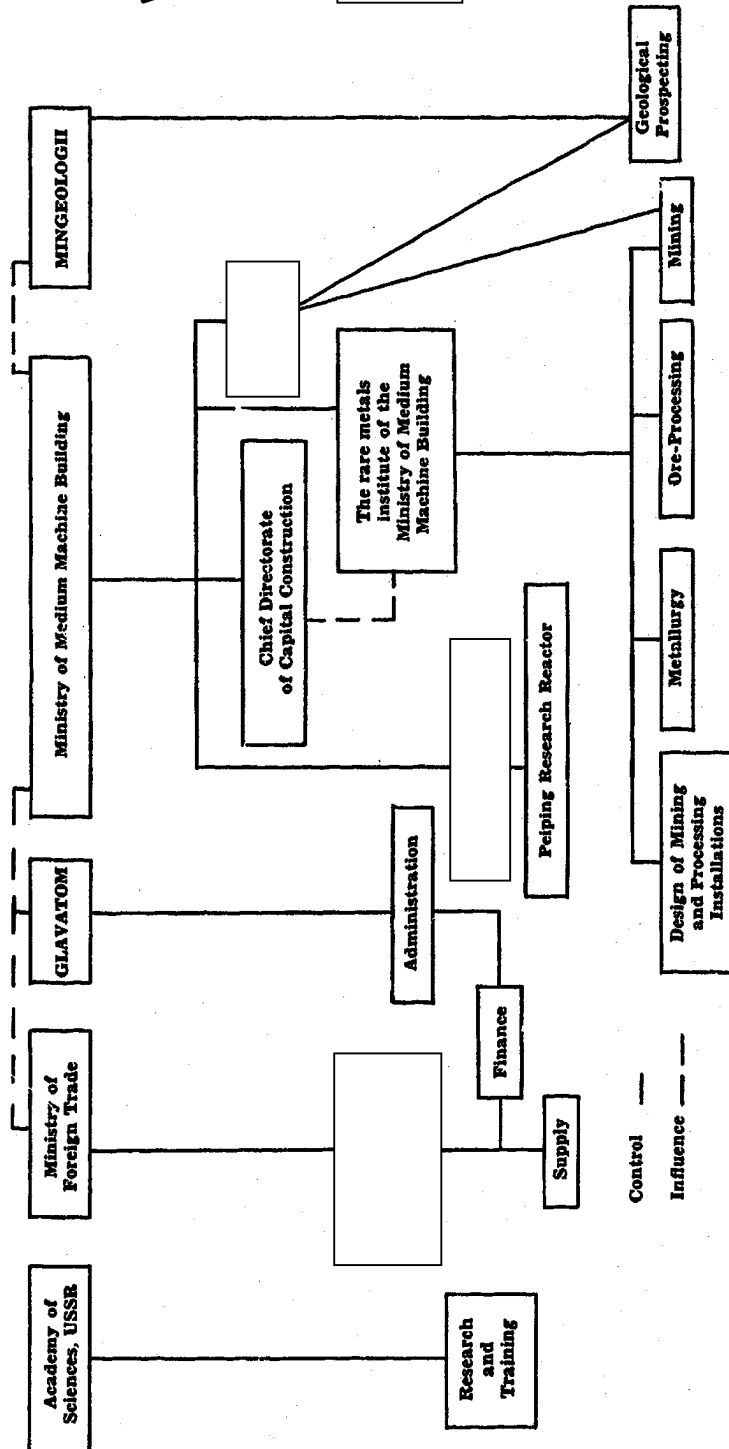 Academy of
Sciences, USSR
Ministry of
Foreign Trade
GLAVATOM
Ministry of Medium Machine Building
MINGEOLOGII
Chief Directorate
of Capital Construction
The rare metals
institute of the
Ministry of Medium
Machine Building
Administration
Research
and
Training
Finance
Peiping Research Reactor
Supply
Control
Influence
Design of Mining
and Processing
Installations
Metallurgy
Ore-Processing
Mining
Geological
Prospecting